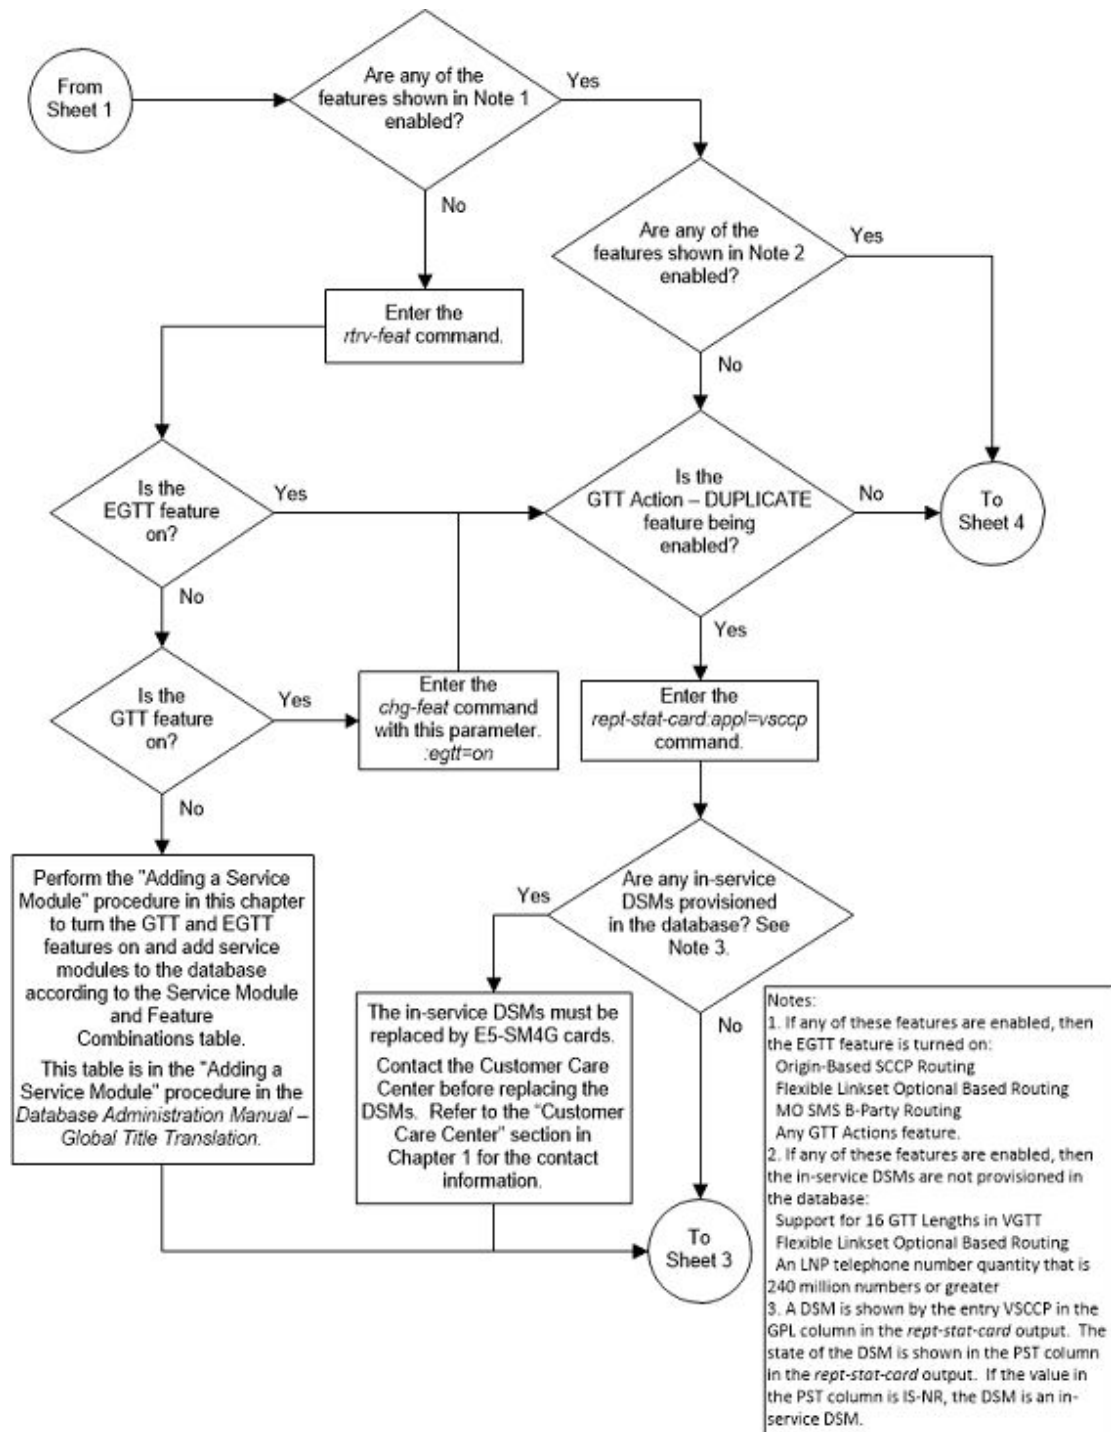 From
Sheet 1
Are any of the
features shown in Note 1
enabled?
Yes
No
Are any of the
features shown in Note 2
enabled?
Yes
No
Enter the
rtrv-feat command.
Is the
EGTT feature
on?
Yes
No
Is the
GTT Action – DUPLICATE
feature being
enabled?
No
Yes
To
Sheet 4
Is the
GTT feature
on?
Yes
No
Enter the
chg-feat command
with this parameter.
:egtt=on
Enter the
rept-stat-card:appl=vsccp
command.
Perform the "Adding a Service
Module" procedure in this chapter
to turn the GTT and EGTT
features on and add service
modules to the database
according to the Service Module
and Feature
Combinations table.
This table is in the "Adding a
Service Module" procedure in the
Database Administration Manual –
Global Title Translation.
Are any in-service
DSMs provisioned
in the database? See
Note 3.
Yes
No
The in-service DSMs must be
replaced by E5-SM4G cards.
Contact the Customer Care
Center before replacing the
DSMs. Refer to the “Customer
Care Center” section in
Chapter 1 for the contact
information.
To
Sheet 3
Notes:
1. If any of these features are enabled, then
the EGTT feature is turned on:
Origin-Based SCCP Routing
Flexible Linkset Optional Based Routing
MO SMS B-Party Routing
Any GTT Actions feature.
2. If any of these features are enabled, then
the in-service DSMs are not provisioned in
the database:
Support for 16 GTT Lengths in VGTT
Flexible Linkset Optional Based Routing
An LNP telephone number quantity that is
240 million numbers or greater
3. A DSM is shown by the entry VSCCP in the
GPL column in the rept-stat-card output. The
state of the DSM is shown in the PST column
in the rept-stat-card output. If the value in
the PST column is IS-NR, the DSM is an in-
service DSM.